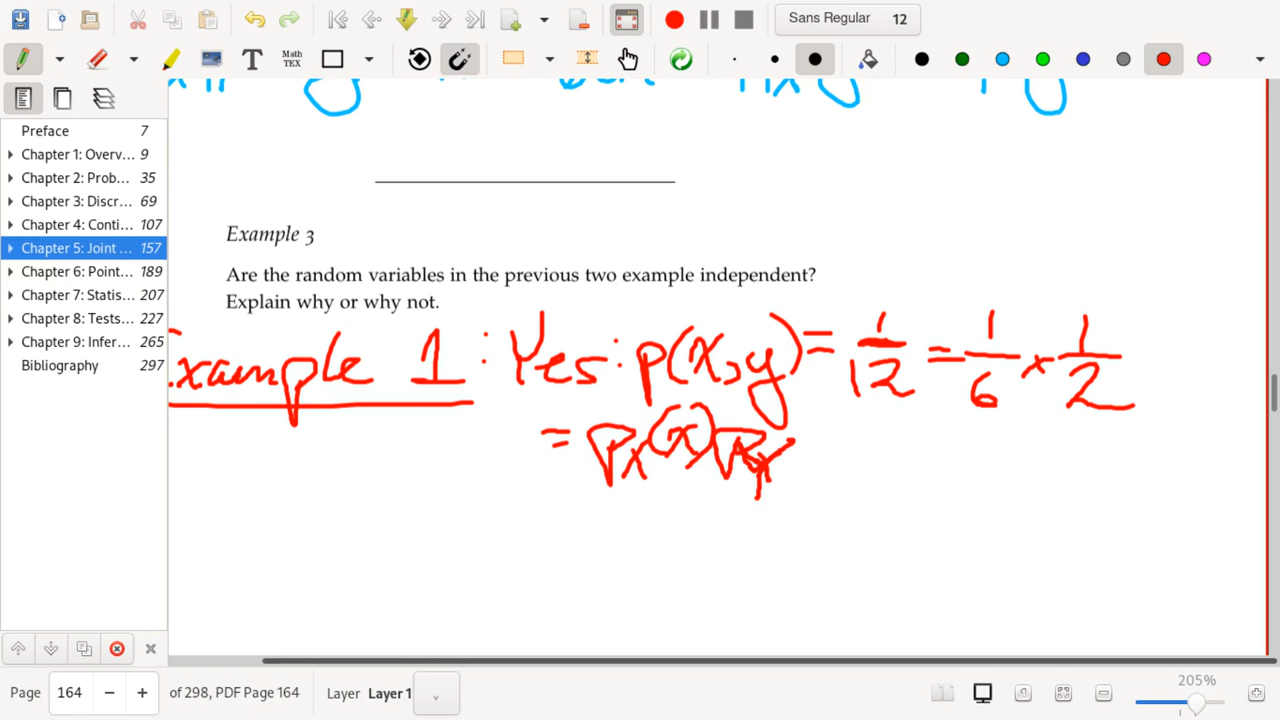 Sans Regular 12
T Math TEX
Preface 7
Chapter 1: Overv... 9
Chapter 2: Prob... 35
Chapter 3: Discr... 69
Chapter 4: Conti... 107
Chapter 5: Joint ... 157
Chapter 6: Point... 189
Chapter 7: Statis... 207
Chapter 8: Tests... 227
Chapter 9: Infer... 265
Bibliography 297
Example 3
Are the random variables in the previous two example independent?
Explain why or why not.
Example 1: Yes: p(x,y) = 1/12 = 1/6 × 1/2
= p_X(x) p_Y
Page 164 of 298, PDF Page 164 Layer Layer 1 205%